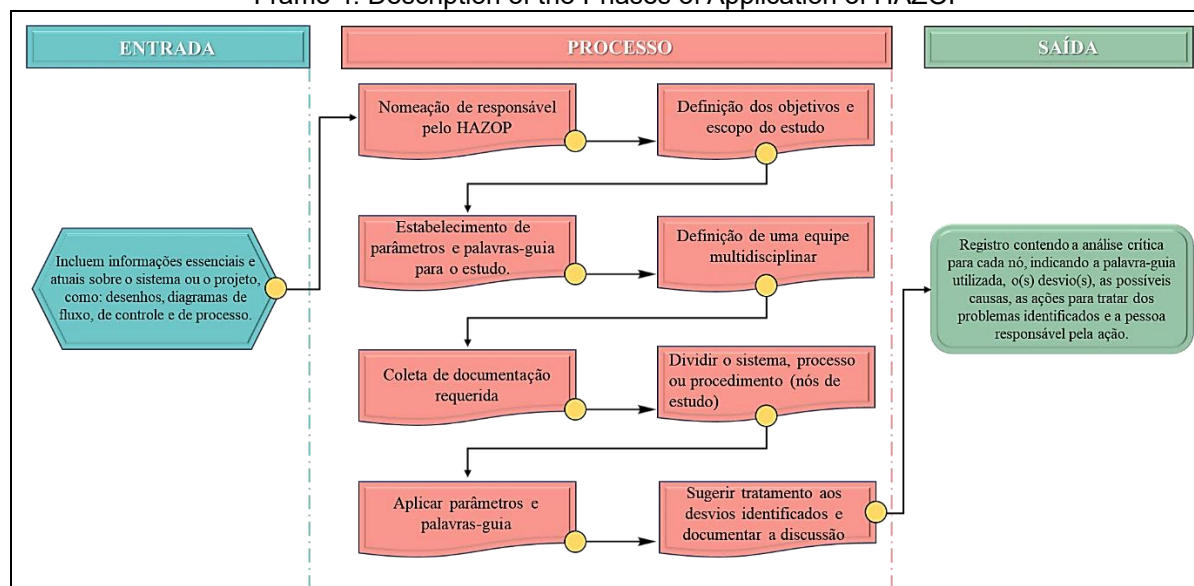 Frame 4. Description of the Phases of Application of HAZOP
ENTRADA
PROCESSO
SAÍDA
Incluem informações essenciais e
atuais sobre o sistema ou o projeto,
como: desenhos, diagramas de
fluxo, de controle e de processo.
Nomeação de responsável
pelo HAZOP
Definição dos objetivos e
escopo do estudo
Estabelecimento de
parâmetros e palavras-guia
para o estudo.
Definição de uma equipe
multidisciplinar
Coleta de documentação
requerida
Dividir o sistema, processo
ou procedimento (nós de
estudo)
Aplicar parâmetros e
palavras-guia
Sugerir tratamento aos
desvios identificados e
documentar a discussão
Registro contendo a análise crítica
para cada nó, indicando a palavra-guia
utilizada, o(s) desvio(s), as possíveis
causas, as ações para tratar dos
problemas identificados e a pessoa
responsável pela ação.